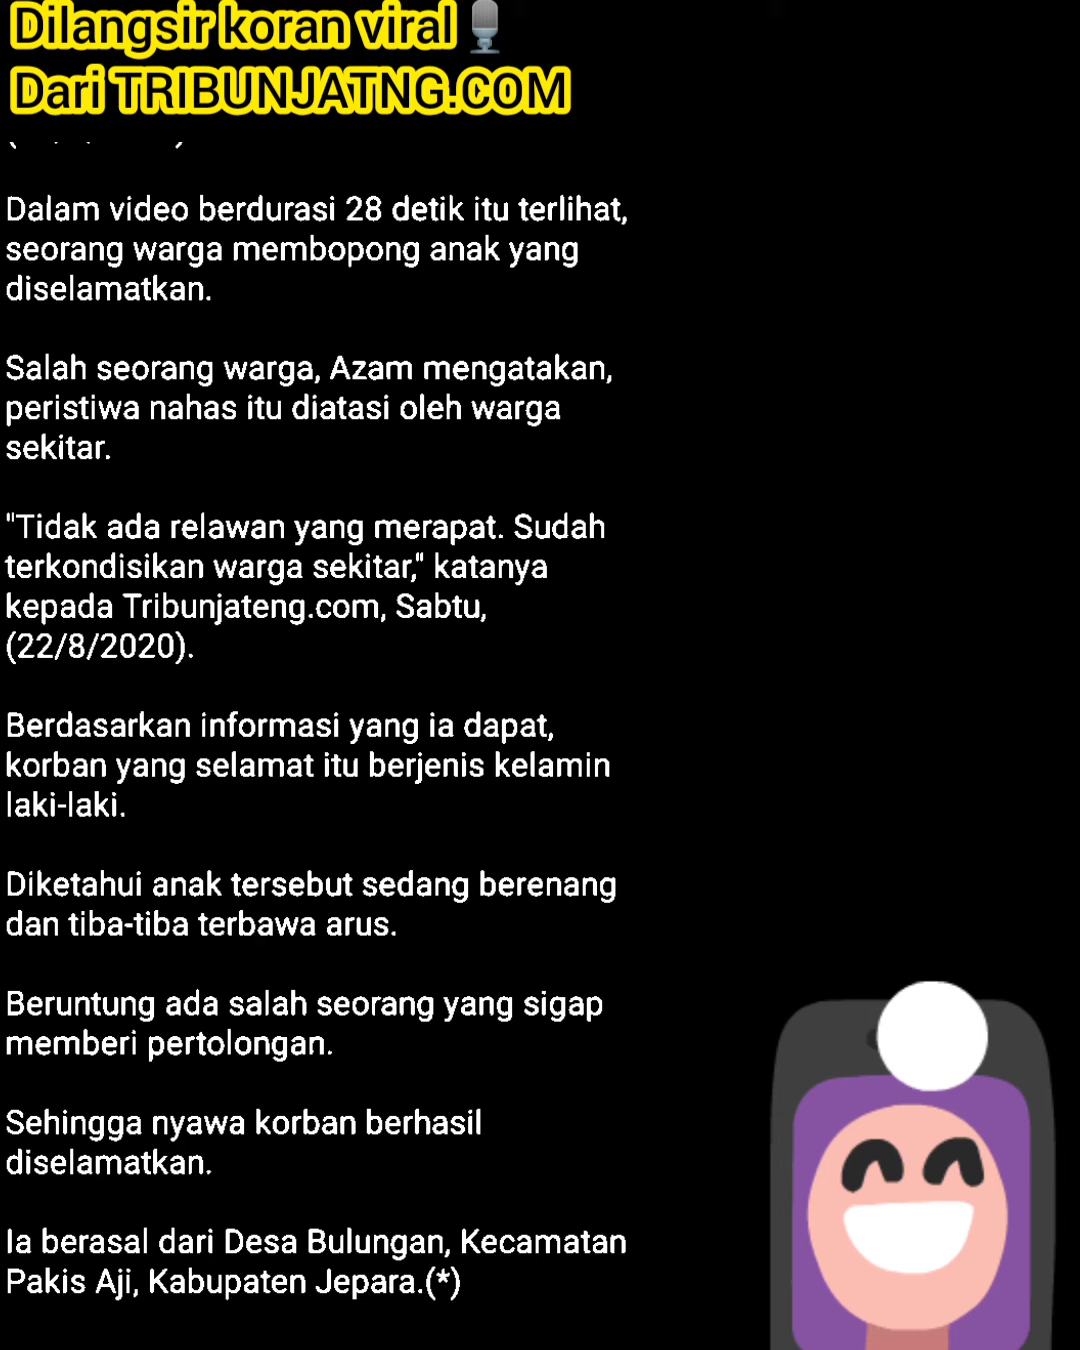 Dilangsir koran viral
Dari TRIBUNJATNG.COM
Dalam video berdurasi 28 detik itu terlihat,
seorang warga membopong anak yang
diselamatkan.
Salah seorang warga, Azam mengatakan,
peristiwa nahas itu diatasi oleh warga
sekitar.
"Tidak ada relawan yang merapat. Sudah
terkondisikan warga sekitar," katanya
kepada Tribunjateng.com, Sabtu,
(22/8/2020).
Berdasarkan informasi yang ia dapat,
korban yang selamat itu berjenis kelamin
laki-laki.
Diketahui anak tersebut sedang berenang
dan tiba-tiba terbawa arus.
Beruntung ada salah seorang yang sigap
memberi pertolongan.
Sehingga nyawa korban berhasil
diselamatkan.
Ia berasal dari Desa Bulungan, Kecamatan
Pakis Aji, Kabupaten Jepara.(*)